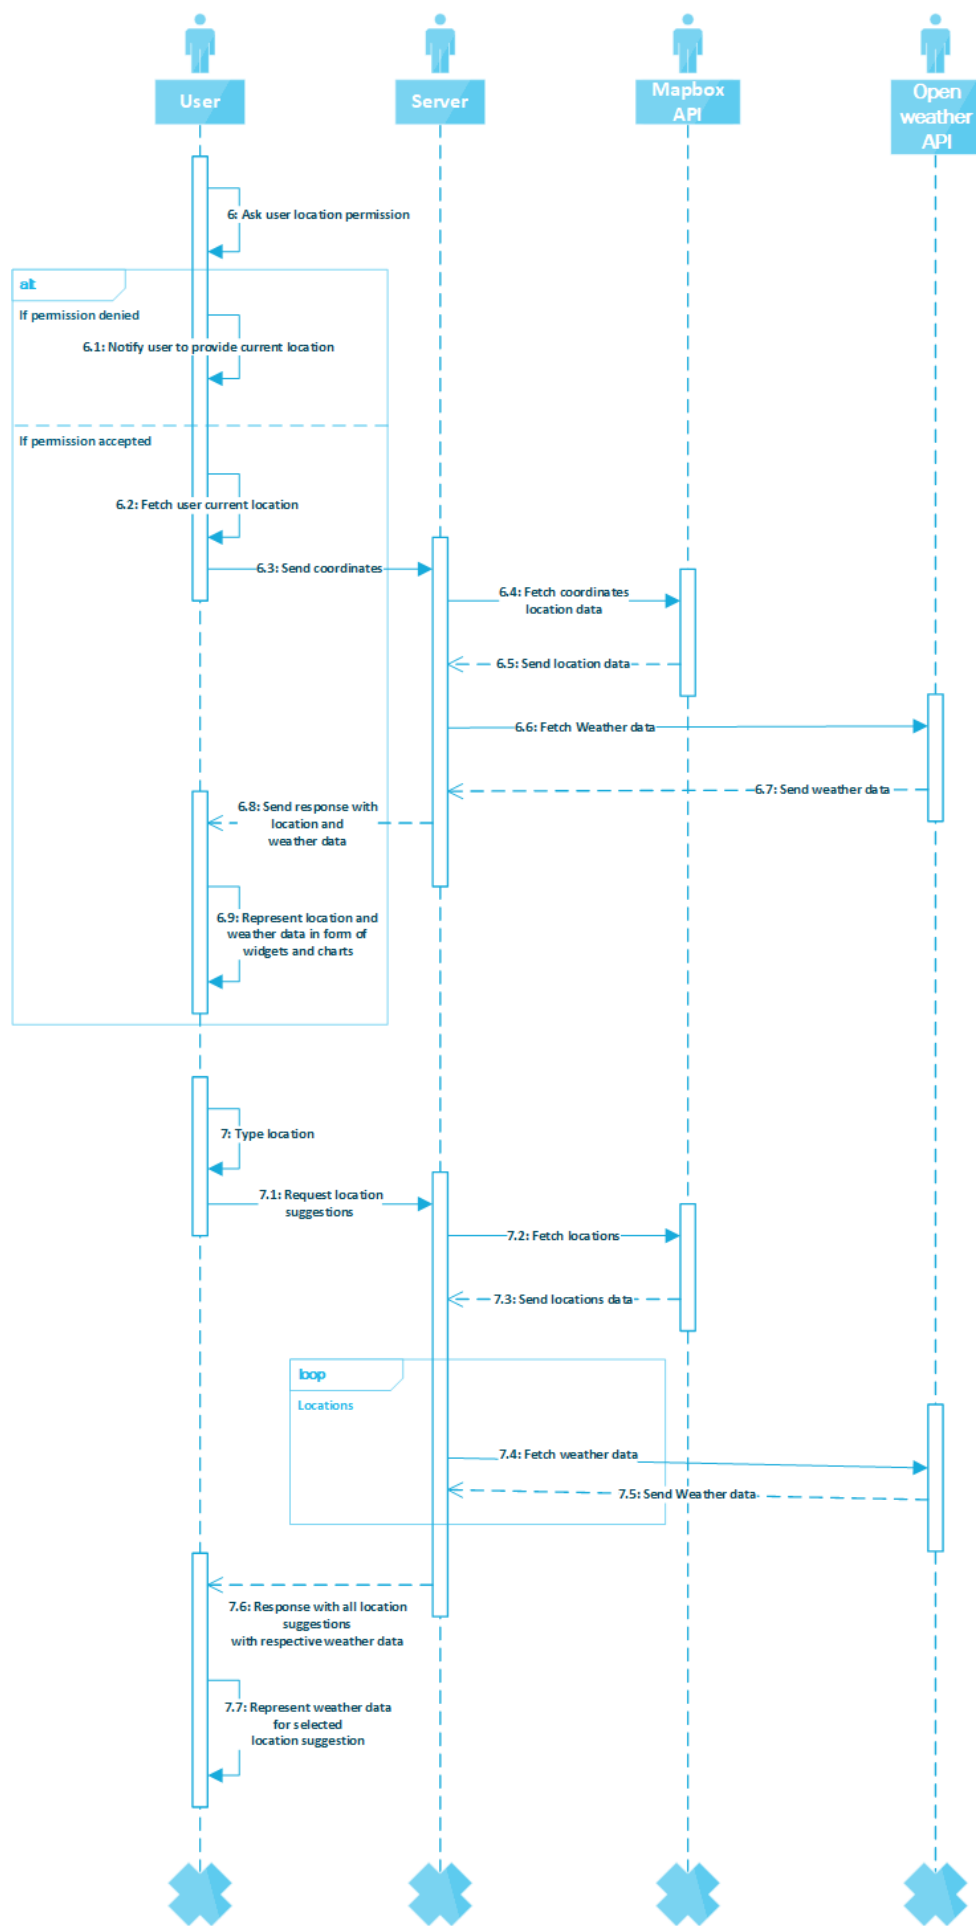 User
Server
Mapbox
API
Open
weather
API
6: Ask user location permission
alt
If permission denied
6.1: Notify user to provide current location
If permission accepted
6.2: Fetch user current location
6.3: Send coordinates
6.4: Fetch coordinates
location data
6.5: Send location data
6.6: Fetch Weather data
6.7: Send weather data
6.8: Send response with
location and
weather data
6.9: Represent location and
weather data in form of
widgets and charts
7: Type location
7.1: Request location
suggestions
7.2: Fetch locations
7.3: Send locations data
loop
Locations
7.4: Fetch weather data
7.5: Send Weather data
7.6: Response with all location
suggestions
with respective weather data
7.7: Represent weather data
for selected
location suggestion